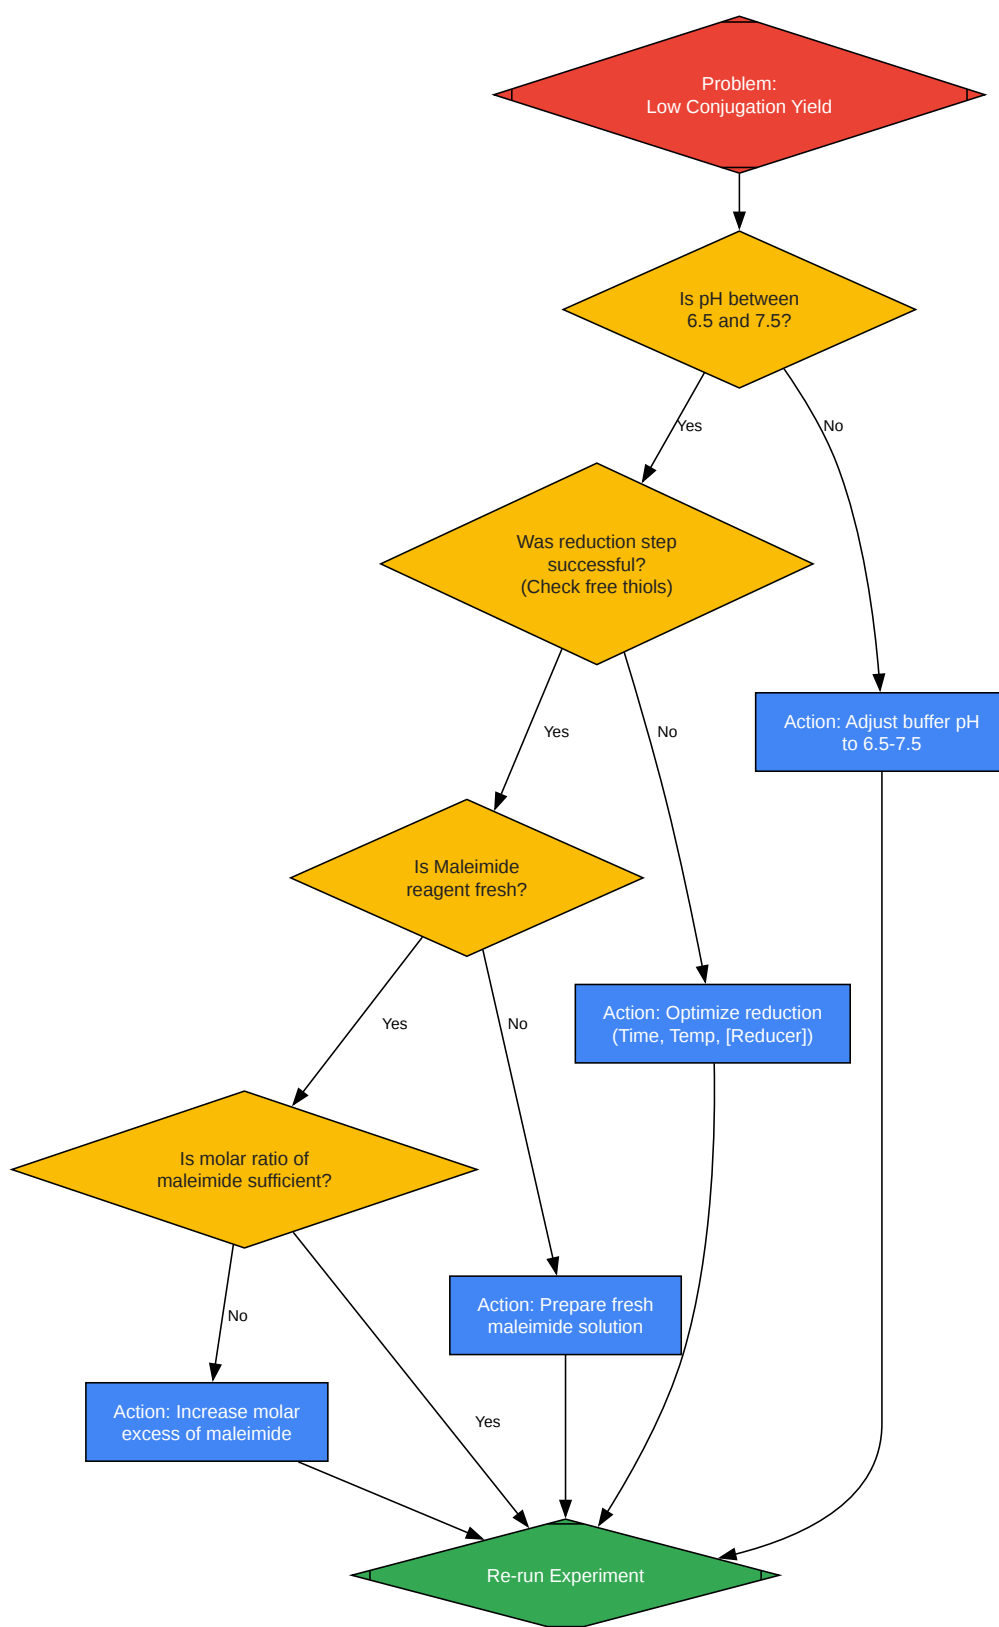 Problem:
Low Conjugation Yield
Is pH between
6.5 and 7.5?
Yes
No
Was reduction step
successful?
(Check free thiols)
Action: Adjust buffer pH
to 6.5-7.5
Yes
No
Is Maleimide
reagent fresh?
Action: Optimize reduction
(Time, Temp, [Reducer])
Yes
No
Is molar ratio of
maleimide sufficient?
Action: Prepare fresh
maleimide solution
No
Yes
Action: Increase molar
excess of maleimide
Re-run Experiment